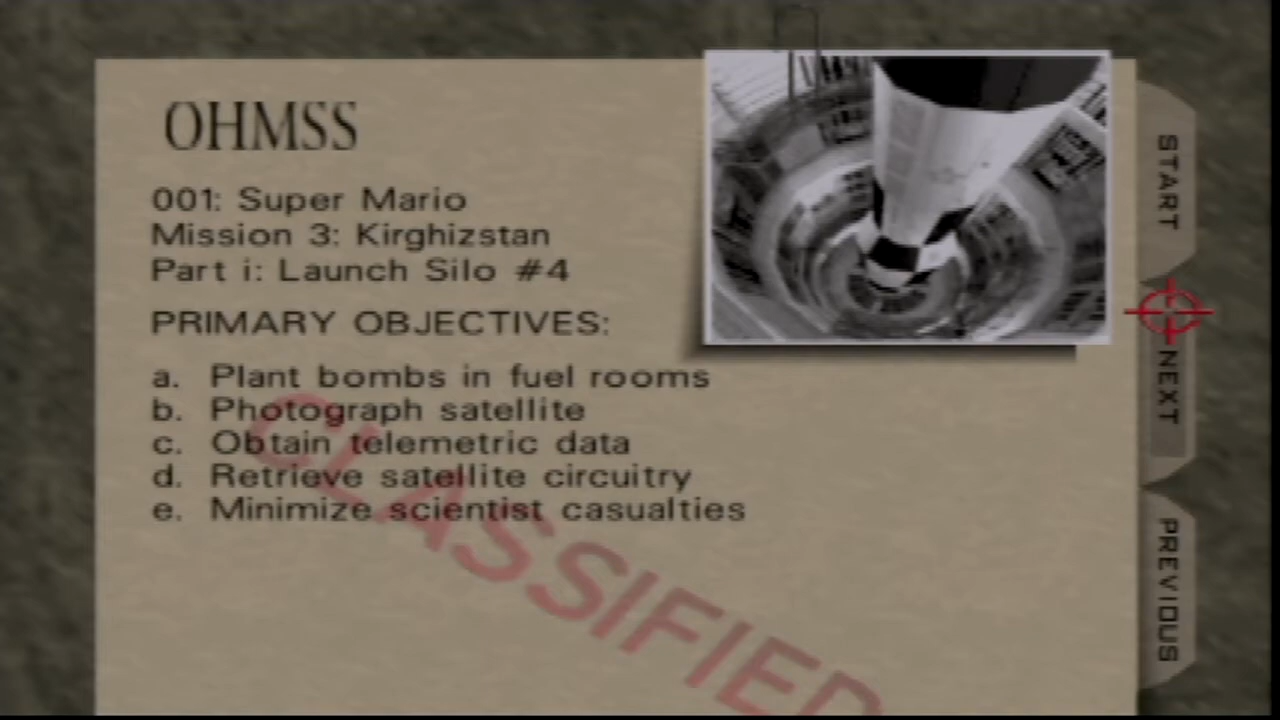 OHMSS
001: Super Mario
Mission 3: Kirghizstan
Part i: Launch Silo #4
PRIMARY OBJECTIVES:
a. Plant bombs in fuel rooms
b. Photograph satellite
c. Obtain telemetric data
d. Retrieve satellite circuitry
e. Minimize scientist casualties
CLASSIFIED
START
NEXT
PREVIOUS